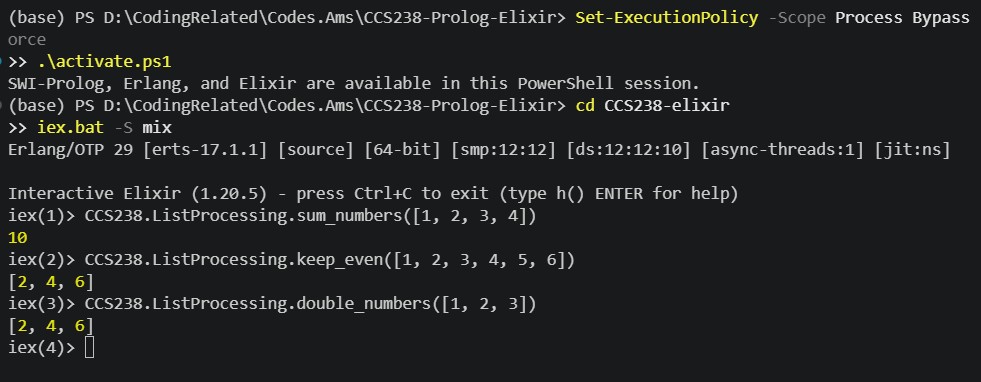 (base) PS D:\CodingRelated\Codes.Ams\CCS238-Prolog-Elixir> Set-ExecutionPolicy -Scope Process Bypass
orce
>> .\activate.ps1
SWI-Prolog, Erlang, and Elixir are available in this PowerShell session.
(base) PS D:\CodingRelated\Codes.Ams\CCS238-Prolog-Elixir> cd CCS238-elixir
>> iex.bat -S mix
Erlang/OTP 29 [erts-17.1.1] [source] [64-bit] [smp:12:12] [ds:12:12:10] [async-threads:1] [jit:ns]
Interactive Elixir (1.20.5) - press Ctrl+C to exit (type h() ENTER for help)
iex(1)> CCS238.ListProcessing.sum_numbers([1, 2, 3, 4])
10
iex(2)> CCS238.ListProcessing.keep_even([1, 2, 3, 4, 5, 6])
[2, 4, 6]
iex(3)> CCS238.ListProcessing.double_numbers([1, 2, 3])
[2, 4, 6]
iex(4)>